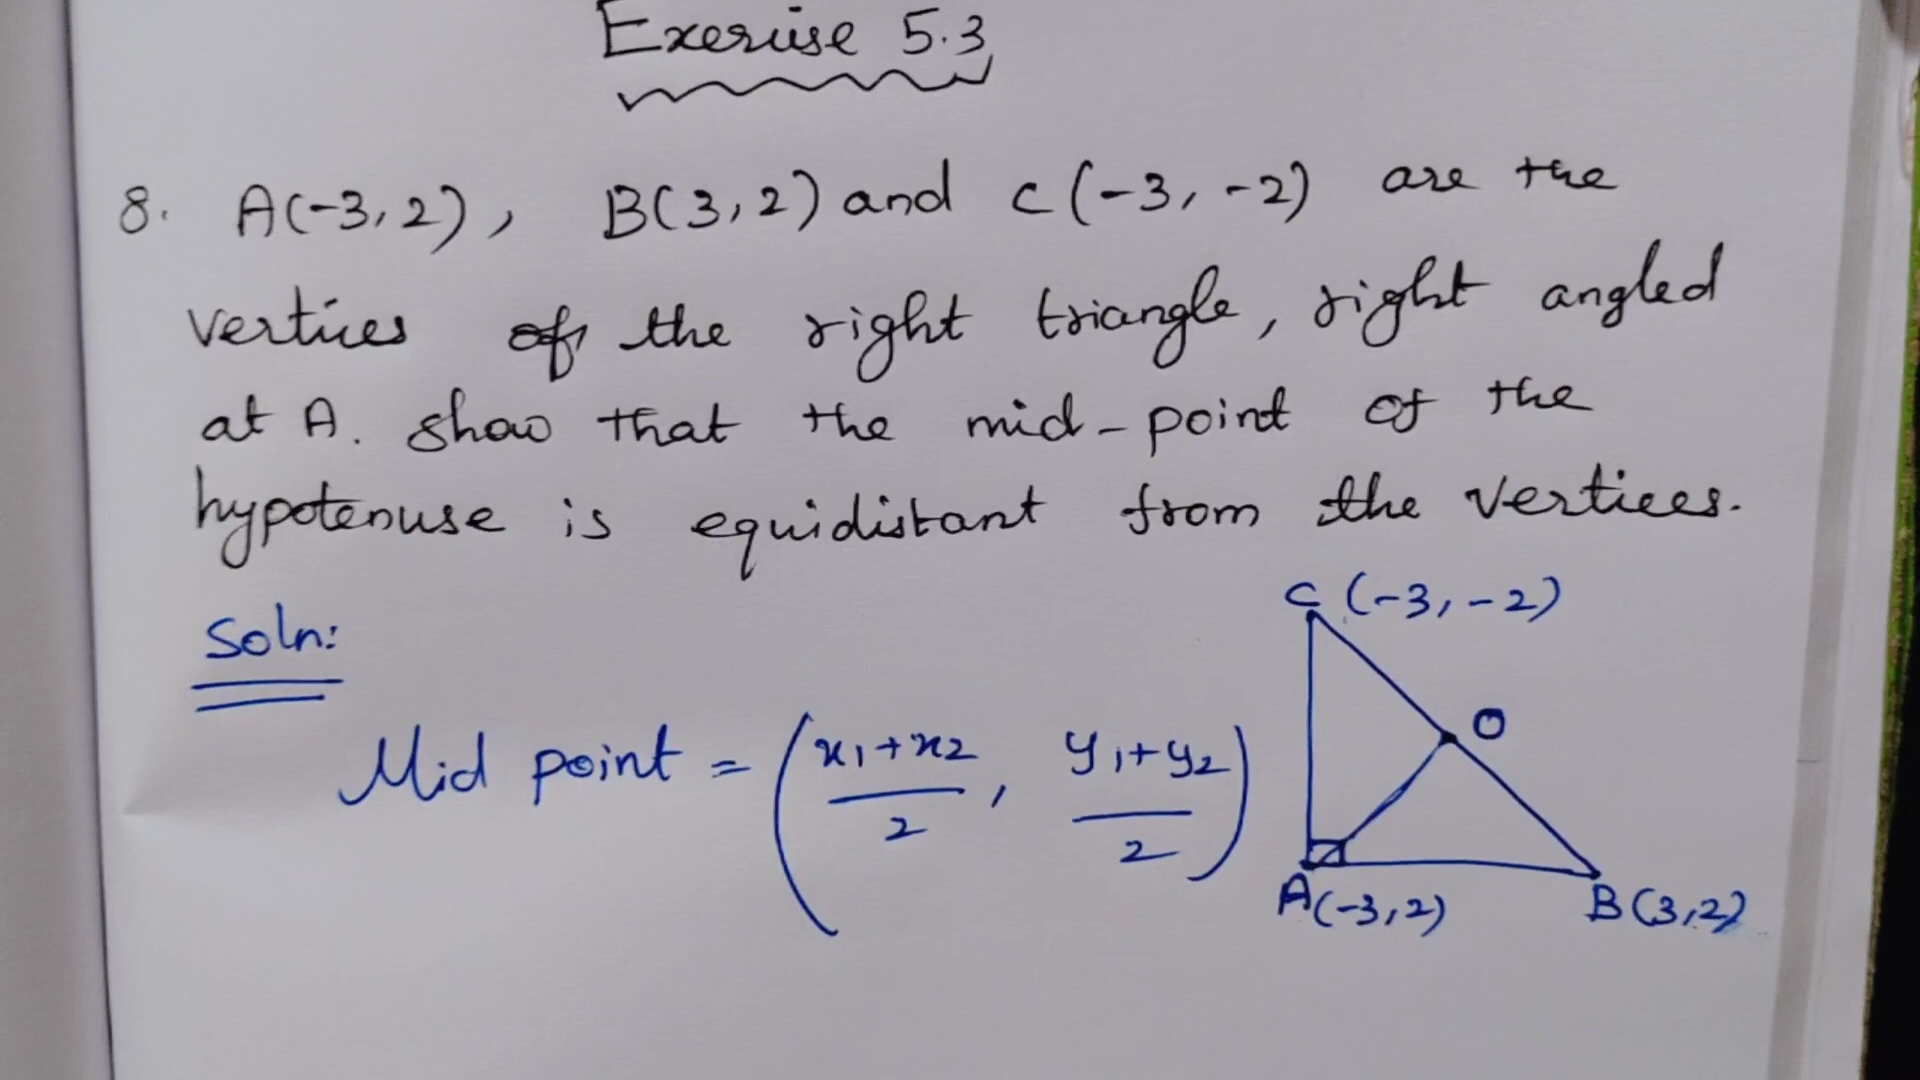 Exercise 5.3
8. A(-3,2), B(3,2) and C(-3,-2) are the
vertices of the right triangle, right angled
at A. show that the mid-point of the
hypotenuse is equidistant from the vertices.
Soln:
C (-3,-2)
Mid point = (x1+x2/2, y1+y2/2)
O
A(-3,2)
B(3,2)